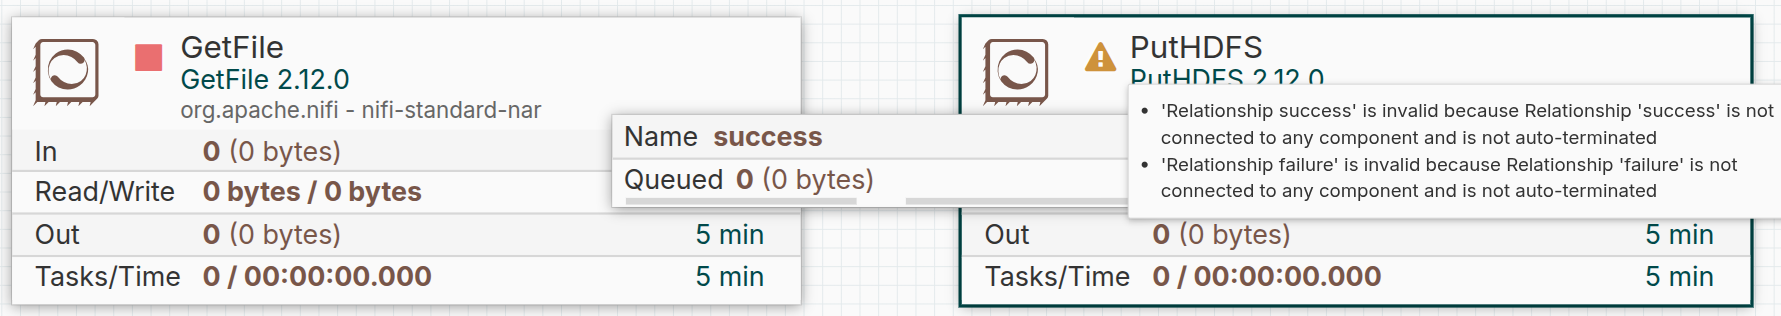 GetFile
GetFile 2.12.0
org.apache.nifi - nifi-standard-nar
In 0 (0 bytes)
Read/Write 0 bytes / 0 bytes
Out 0 (0 bytes) 5 min
Tasks/Time 0 / 00:00:00.000 5 min
Name success
Queued 0 (0 bytes)
PutHDFS
PutHDFS 2.12.0
• 'Relationship success' is invalid because Relationship 'success' is not
connected to any component and is not auto-terminated
• 'Relationship failure' is invalid because Relationship 'failure' is not
connected to any component and is not auto-terminated
Out 0 (0 bytes) 5 min
Tasks/Time 0 / 00:00:00.000 5 min